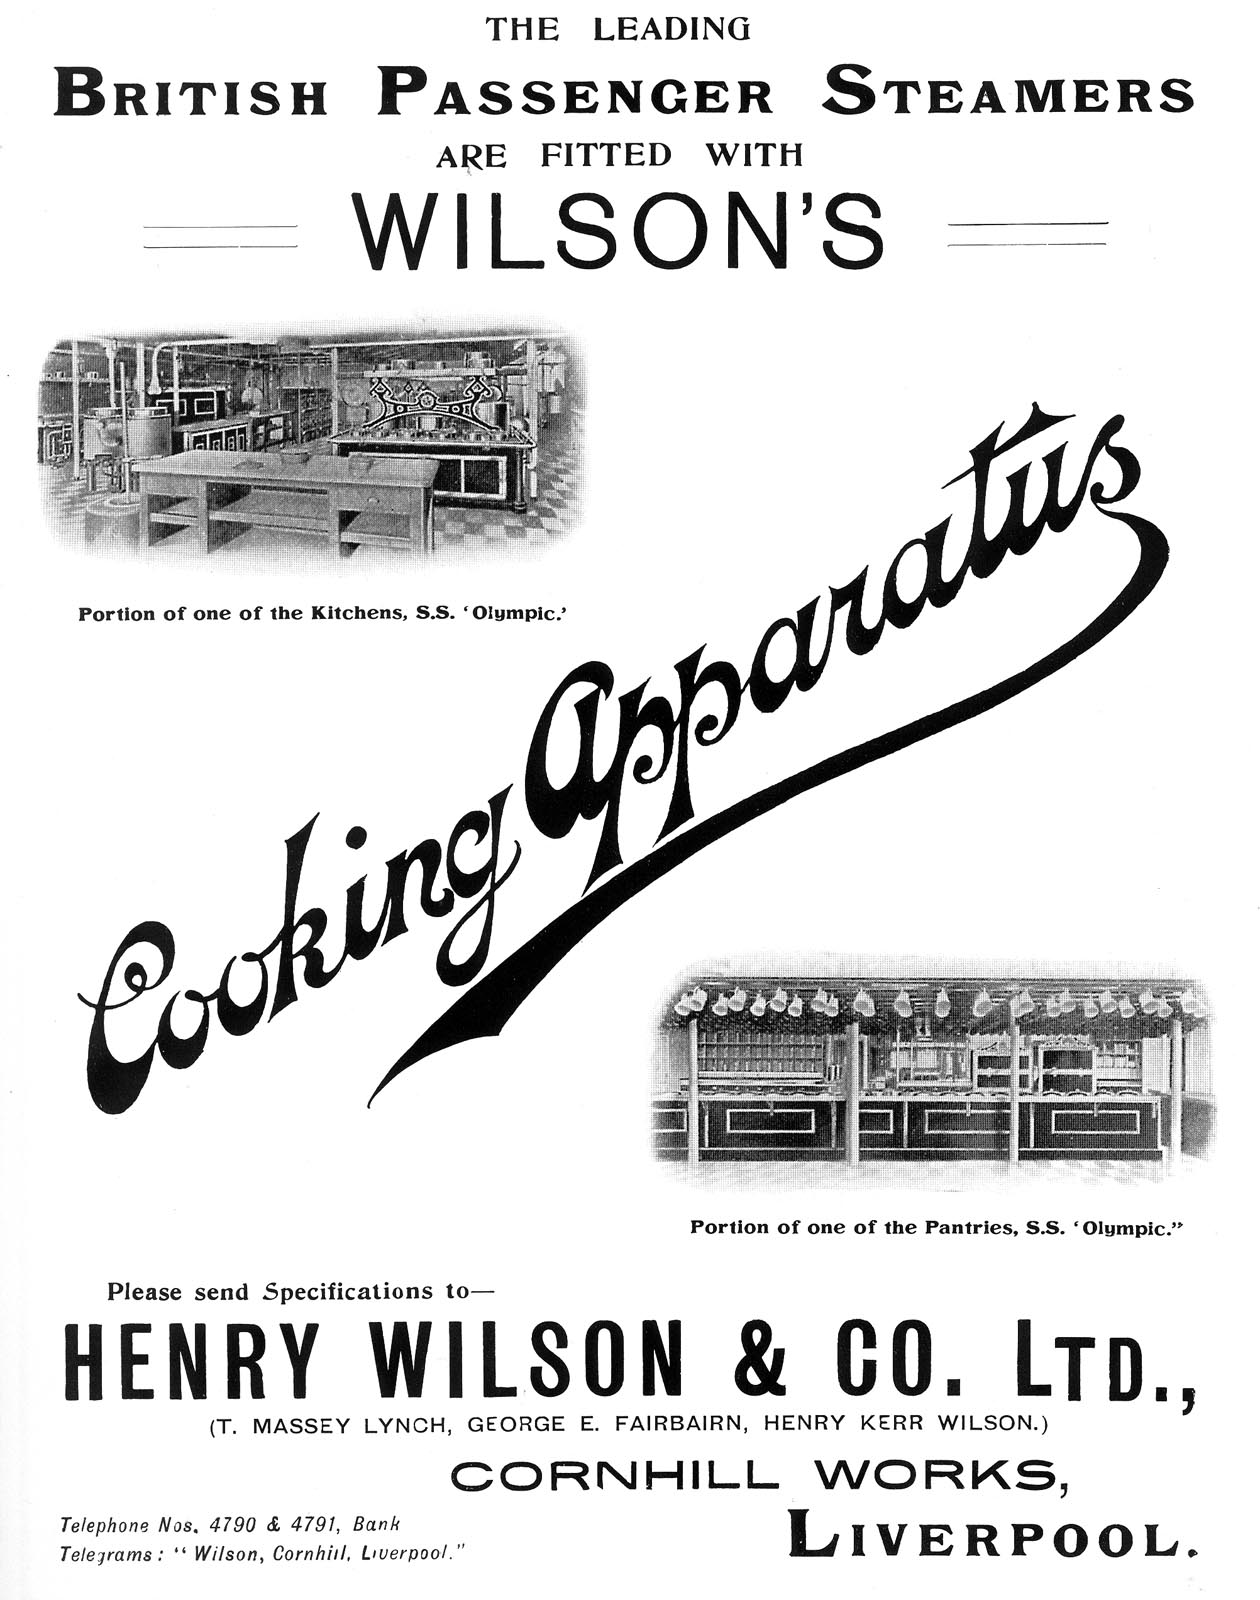 THE LEADING
BRITISH PASSENGER STEAMERS
ARE FITTED WITH
WILSON'S
Portion of one of the Kitchens, S.S. 'Olympic.'
Cooking Apparatus
Portion of one of the Pantries, S.S. 'Olympic."
Please send Specifications to—
HENRY WILSON & CO. LTD.,
(T. MASSEY LYNCH, GEORGE E. FAIRBAIRN, HENRY KERR WILSON.)
CORNHILL WORKS,
LIVERPOOL.
Telephone Nos. 4790 & 4791, Bank
Telegrams: "Wilson, Cornhill, Liverpool."